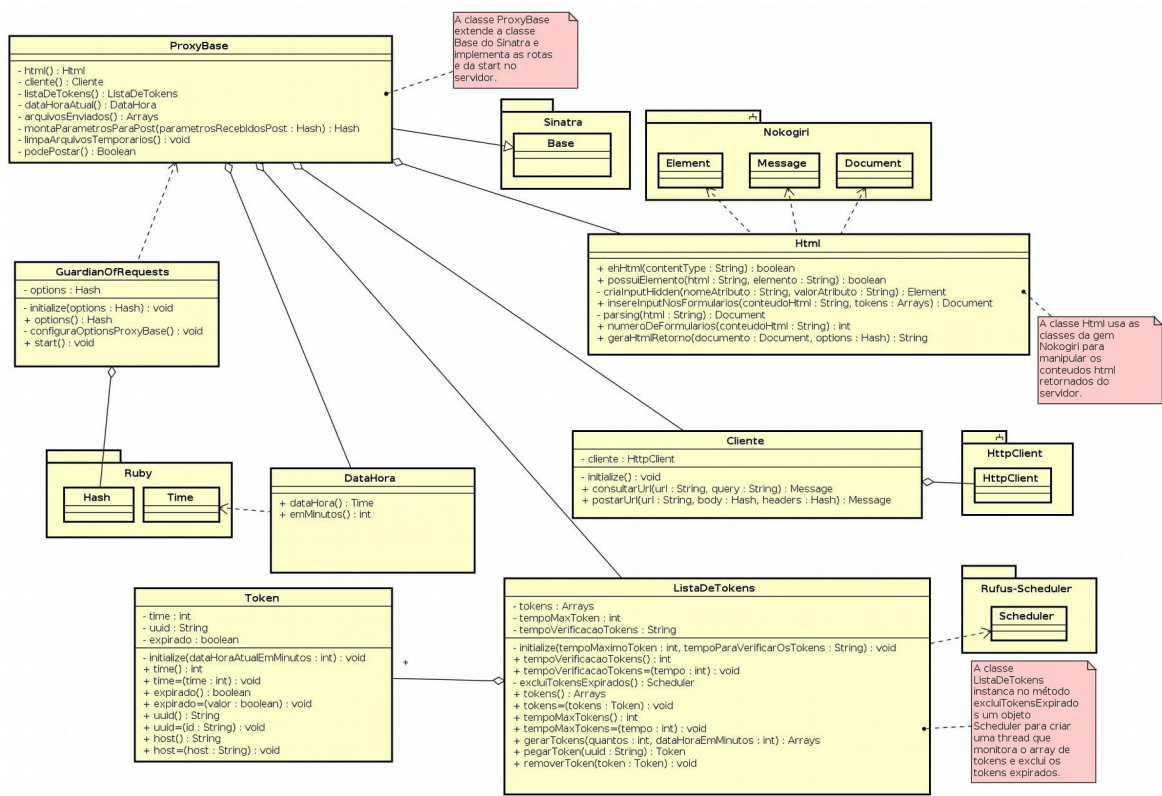 ProxyBase
- html() : Html
- cliente() : Cliente
- listaDeTokens() : ListaDeTokens
- dataHoraAtual() : DataHora
- arquivosEnviados() : Arrays
- montaParametrosParaPost(parametrosRecebidosPost : Hash) : Hash
- limpaArquivosTemporarios() : void
- podePostar() : Boolean
A classe ProxyBase
extende a classe
Base do Sinatra e
implementa as rotas
e da start no
servidor.
Sinatra
Base
Nokogiri
Element
Message
Document
Html
+ ehHtml(contentType : String) : boolean
+ possuiElemento(html : String, elemento : String) : boolean
- criaInputHidden(nomeAtributo : String, valorAtributo : String) : Element
+ insereInputNosFormularios(conteudoHtml : String, tokens : Arrays) : Document
- parsing(html : String) : Document
+ numeroDeFormularios(conteudoHtml : String) : int
+ geraHtmlRetorno(documento : Document, options : Hash) : String
A classe Html usa as
classes da gem
Nokogiri para
manipular os
conteudos html
retornados do
servidor.
GuardianOfRequests
- options : Hash
- initialize(options : Hash) : void
+ options() : Hash
- configuraOptionsProxyBase() : void
+ start() : void
Ruby
Hash
Time
DataHora
+ dataHora() : Time
+ emMinutos() : int
Cliente
- cliente : HttpClient
- initialize() : void
+ consultarUrl(url : String, query : String) : Message
+ postarUrl(url : String, body : Hash, headers : Hash) : Message
HttpClient
HttpClient
Token
- time : int
- uuid : String
- expirado : boolean
- initialize(dataHoraAtualEmMinutos : int) : void
+ time() : int
+ time=(time : int) : void
+ expirado() : boolean
+ expirado=(valor : boolean) : void
+ uuid() : String
+ uuid=(id : String) : void
+ host() : String
+ host=(host : String) : void
*
ListaDeTokens
- tokens : Arrays
- tempoMaxToken : int
- tempoVerificacaoTokens : String
- initialize(tempoMaximoToken : int, tempoParaVerificarOsTokens : String) : void
+ tempoVerificacaoTokens() : int
+ tempoVerificacaoTokens=(tempo : int) : void
- excluiTokensExpirados() : Scheduler
+ tokens() : Arrays
+ tokens=(tokens : Token) : void
+ tempoMaxTokens() : int
+ tempoMaxTokens=(tempo : int) : void
+ gerarTokens(quantos : int, dataHoraEmMinutos : int) : Arrays
+ pegarToken(uuid : String) : Token
+ removerToken(token : Token) : void
Rufus-Scheduler
Scheduler
A classe
ListaDeTokens
instanca no método
excluiTokensExpirado
s um objeto
Scheduler para criar
uma thread que
monitora o array de
tokens e exclui os
tokens expirados.